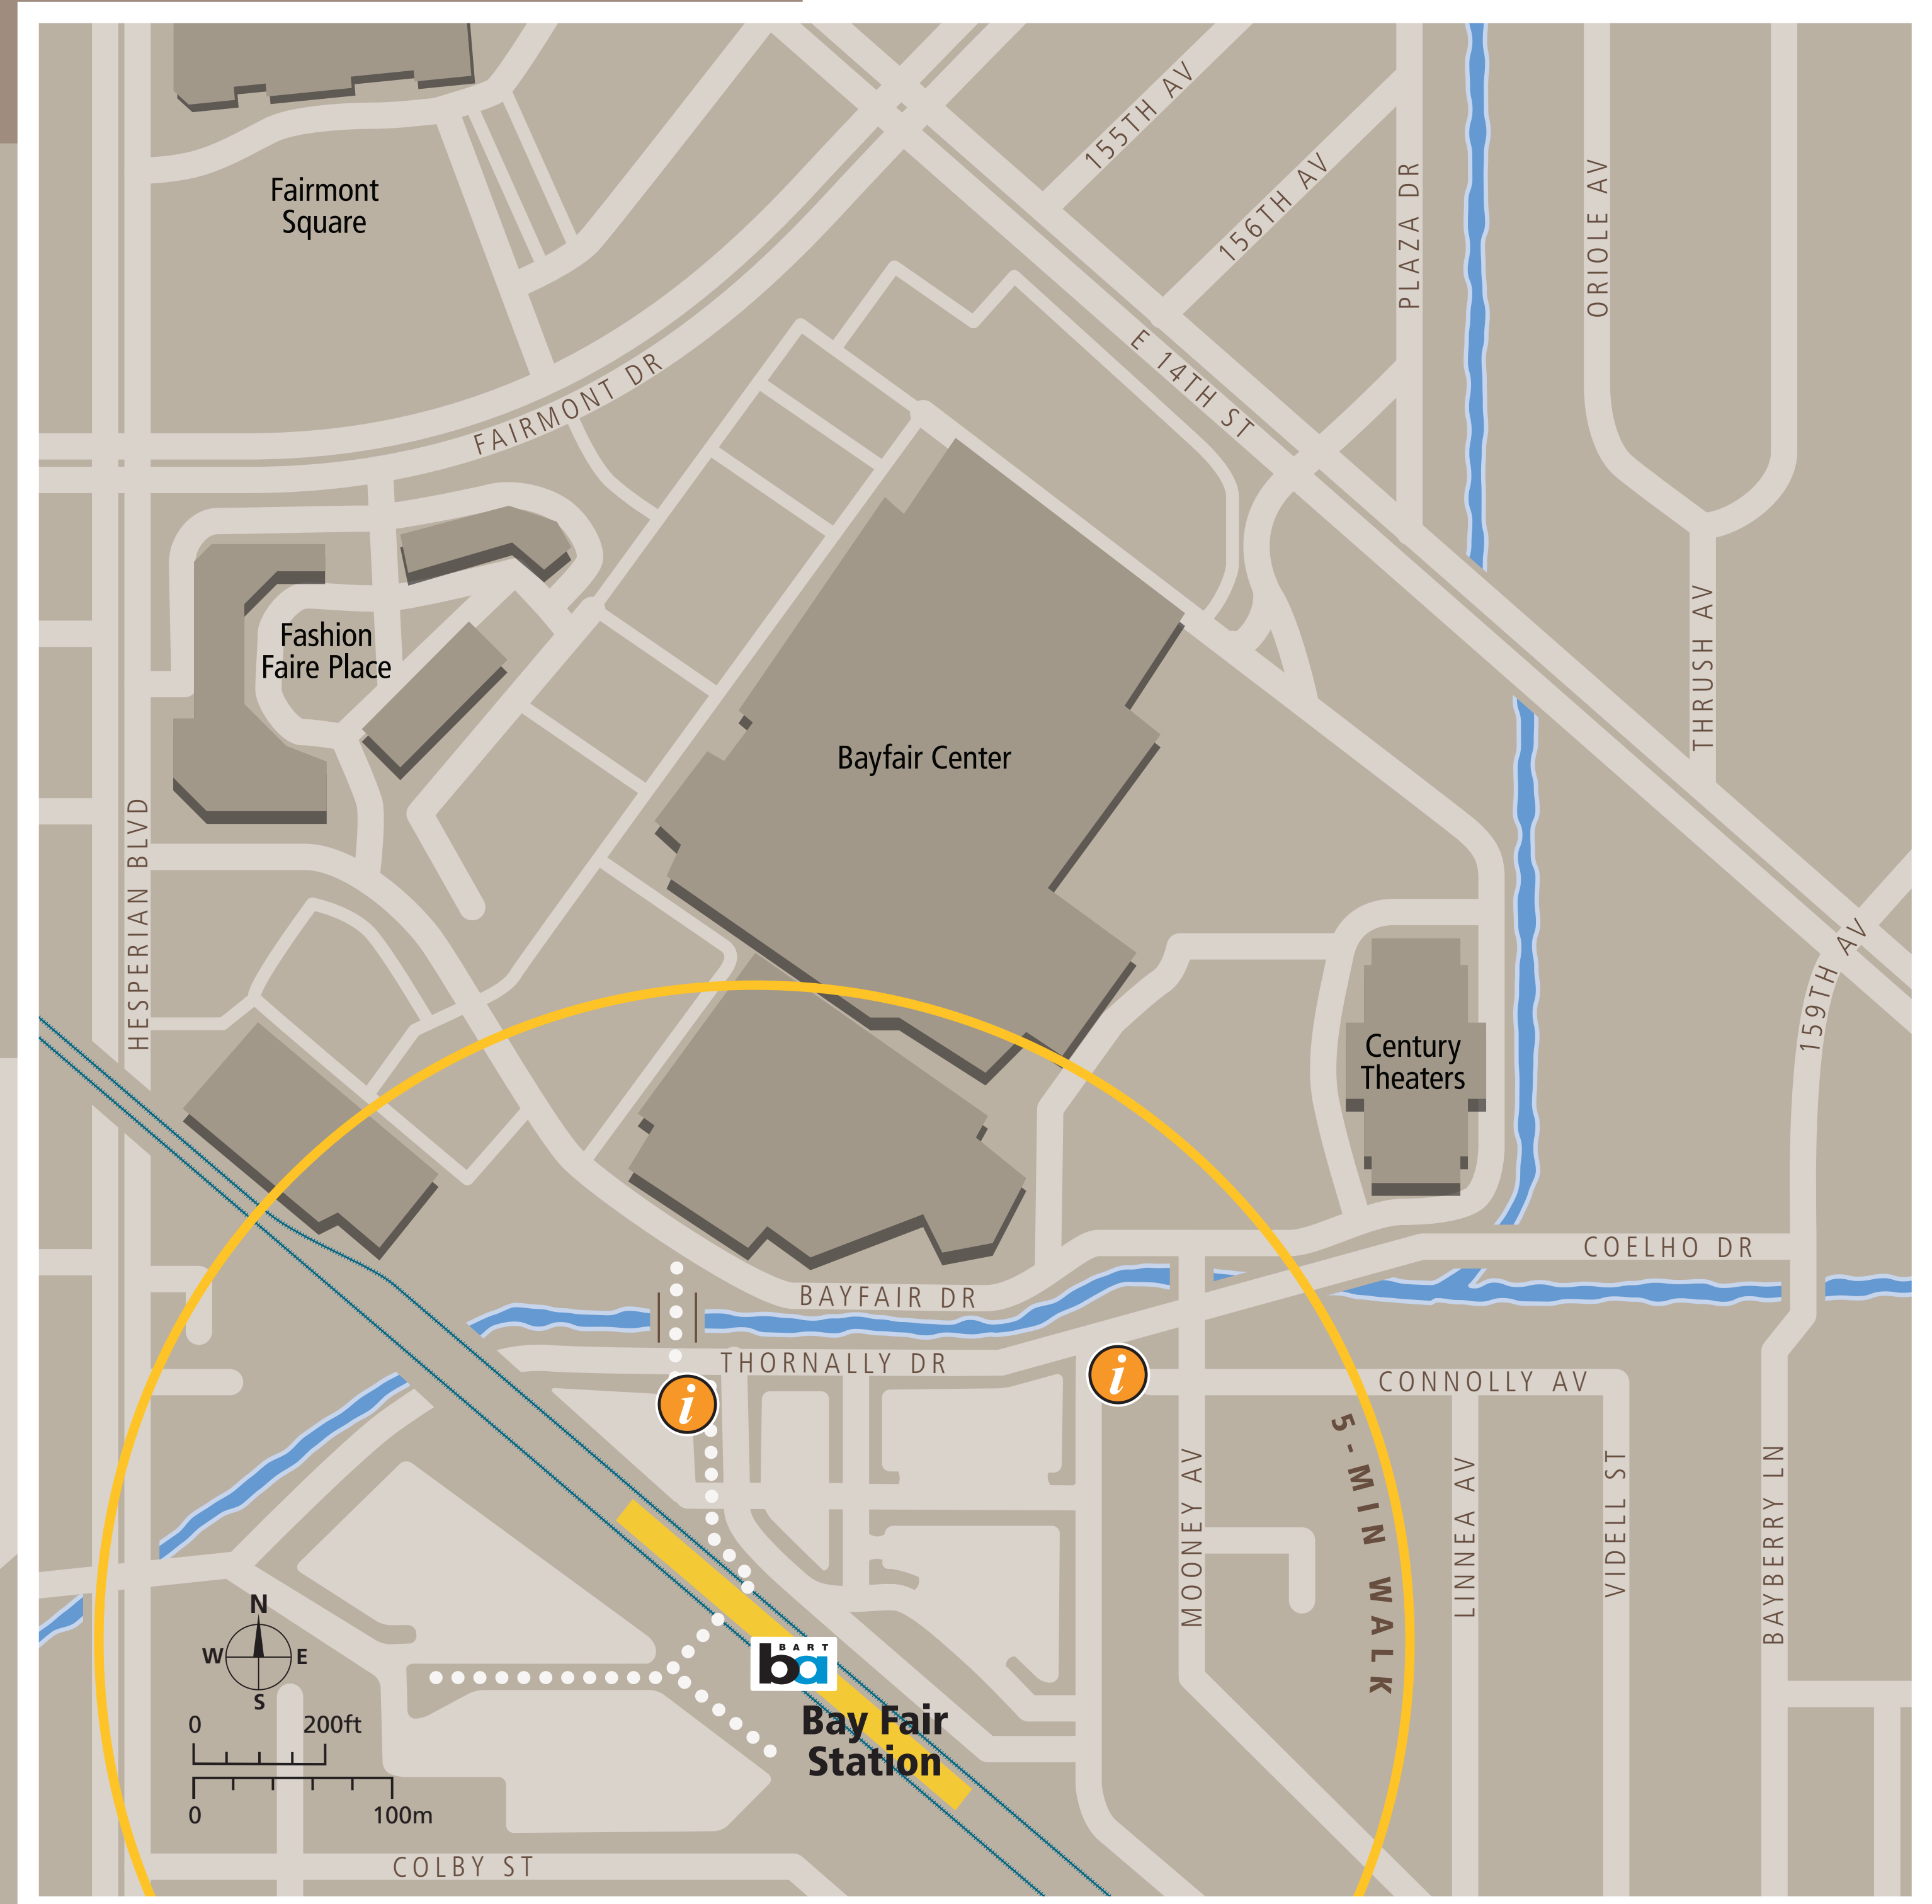 155TH AV
156TH AV
PLAZA DR
ORIOLE AV
Fairmont
Square
E 14TH ST
FAIRMONT DR
THRUSH AV
Fashion
Faire Place
Bayfair Center
HESPERIAN BLVD
159TH AV
Century
Theaters
COELHO DR
BAYFAIR DR
THORNALLY DR
i
i
CONNOLLY AV
5-MIN WALK
MOONEY AV
LINNEA AV
VIDELL ST
BAYBERRY LN
N
W E
S
BART
ba
Bay Fair
Station
0 200ft
0 100m
COLBY ST